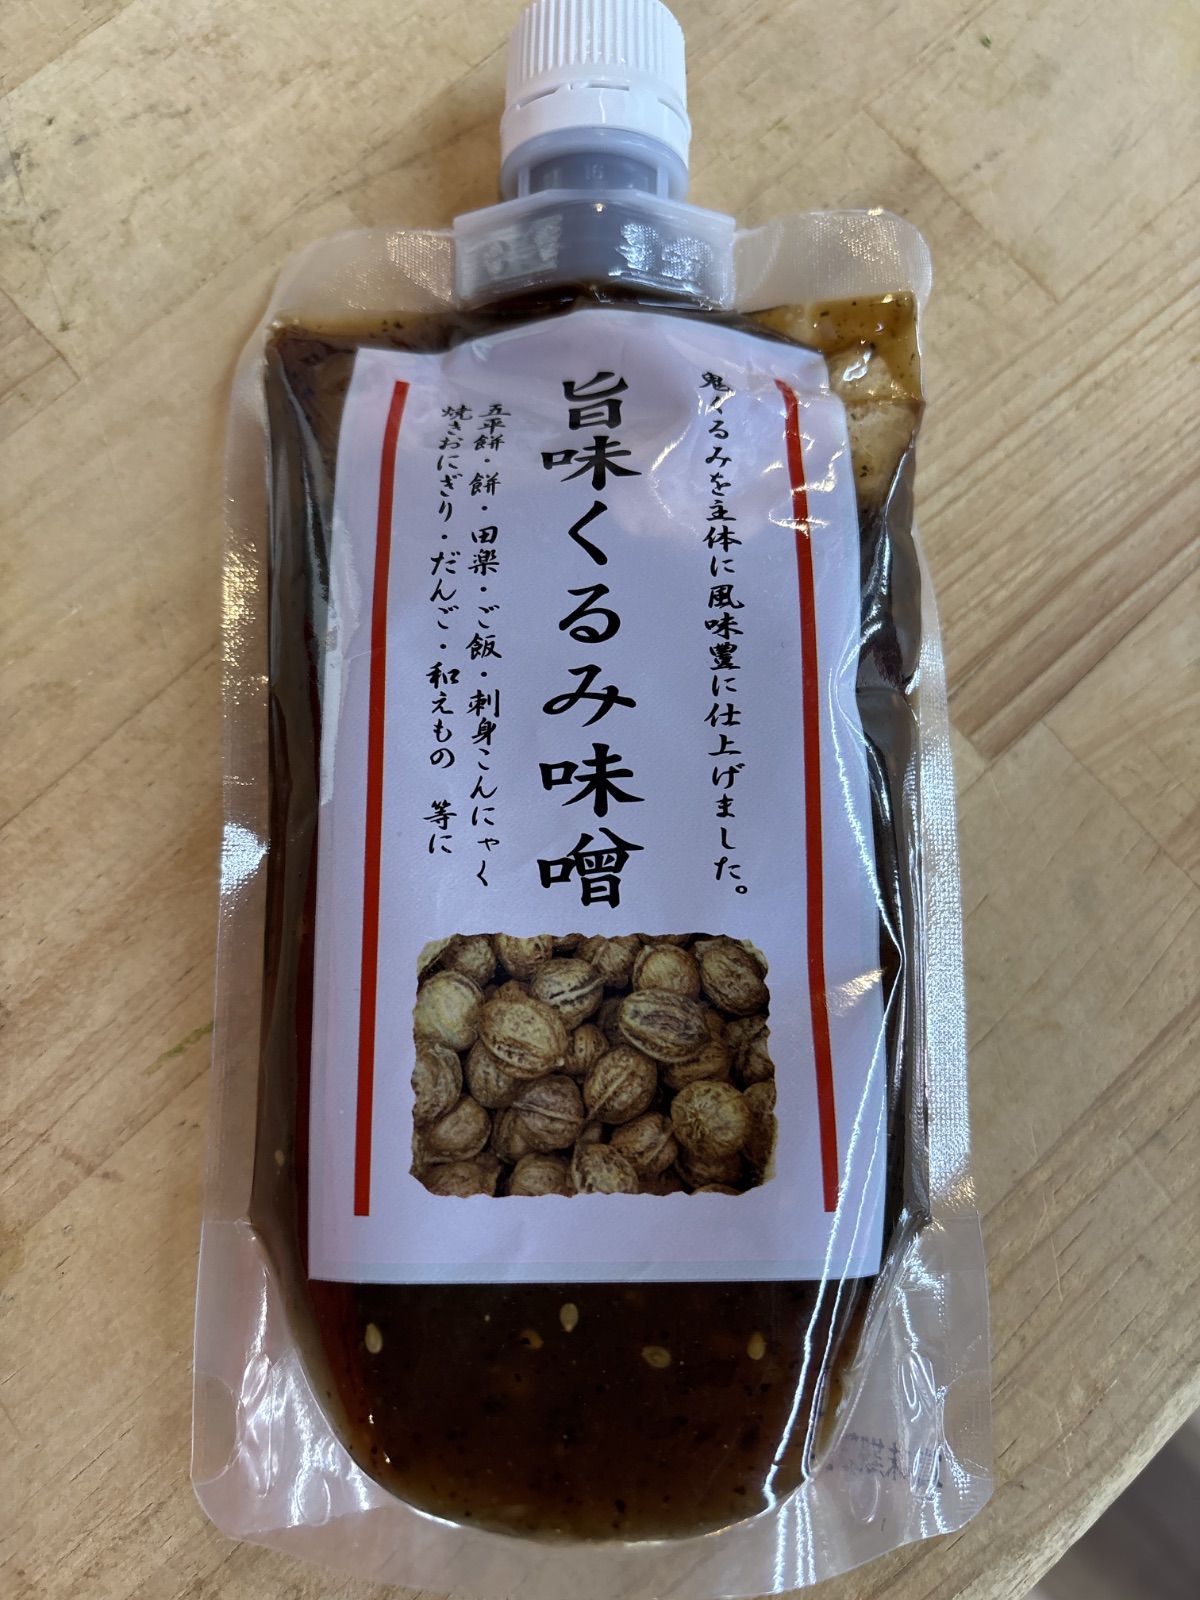 鬼くるみを主体に風味豊に仕上げました。
旨味くるみ味噌
五平餅・餅・田楽・ご飯・刺身こんにゃく
焼きおにぎり・だんご・和えもの 等に